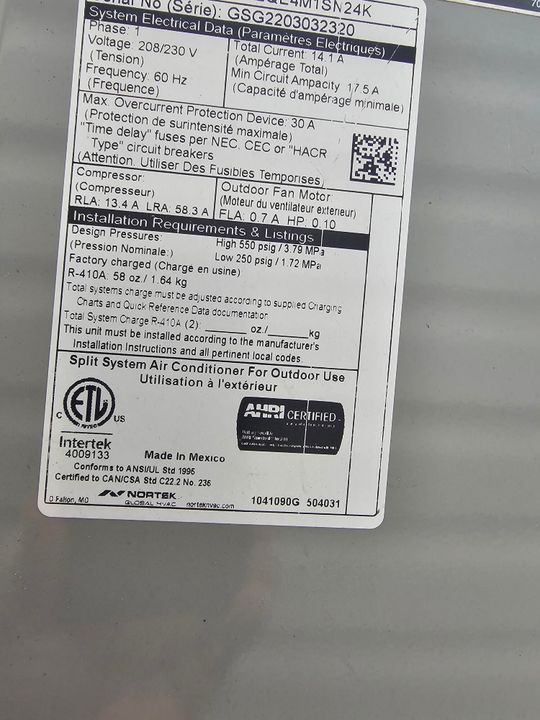 4M1SN24K
No (Série): GSG2203032320
System Electrical Data (Paramètres Électriques)
Phase: 1
Voltage: 208/230 V
(Tension)
Frequency: 60 Hz
(Frequence)
Total Current: 14.1 A
(Ampérage Total)
Min Circuit Ampacity 17.5 A
(Capacité d'ampérage minimale)
Max. Overcurrent Protection Device: 30 A
(Protection de surintensité maximale)
"Time delay" fuses per NEC, CEC or "HACR
Type" circuit breakers
(Attention. Utiliser Des Fusibles Temporises)
Compressor:
(Compresseur)
RLA: 13.4 A LRA: 58.3 A
Outdoor Fan Motor:
(Moteur du ventilateur exterieur)
FLA: 0.7 A HP: 0.10
Installation Requirements & Listings
Design Pressures:
(Pression Nominale:)
High 550 psig / 3.79 MPa
Low 250 psig / 1.72 MPa
Factory charged (Chargé en usine)
R-410A: 58 oz./ 1.64 kg
Total systems charge must be adjusted according to supplied Charging
Charts and Quick Reference Data documentation
Total System Charge R-410A (2): ______ oz./ ______kg
This unit must be installed according to the manufacturer's
Installation Instructions and all pertinent local codes.
Split System Air Conditioner For Outdoor Use
Utilisation à l'extérieur
C ETL US
Intertek
4009133
AHRI CERTIFIED
Made In Mexico
Conforms to ANSI/UL Std 1995
Certified to CAN/CSA Std C22.2 No. 236
O Fallon, MO
NORTEK
GLOBAL HVAC
norteknvac.com
1041090G 504031